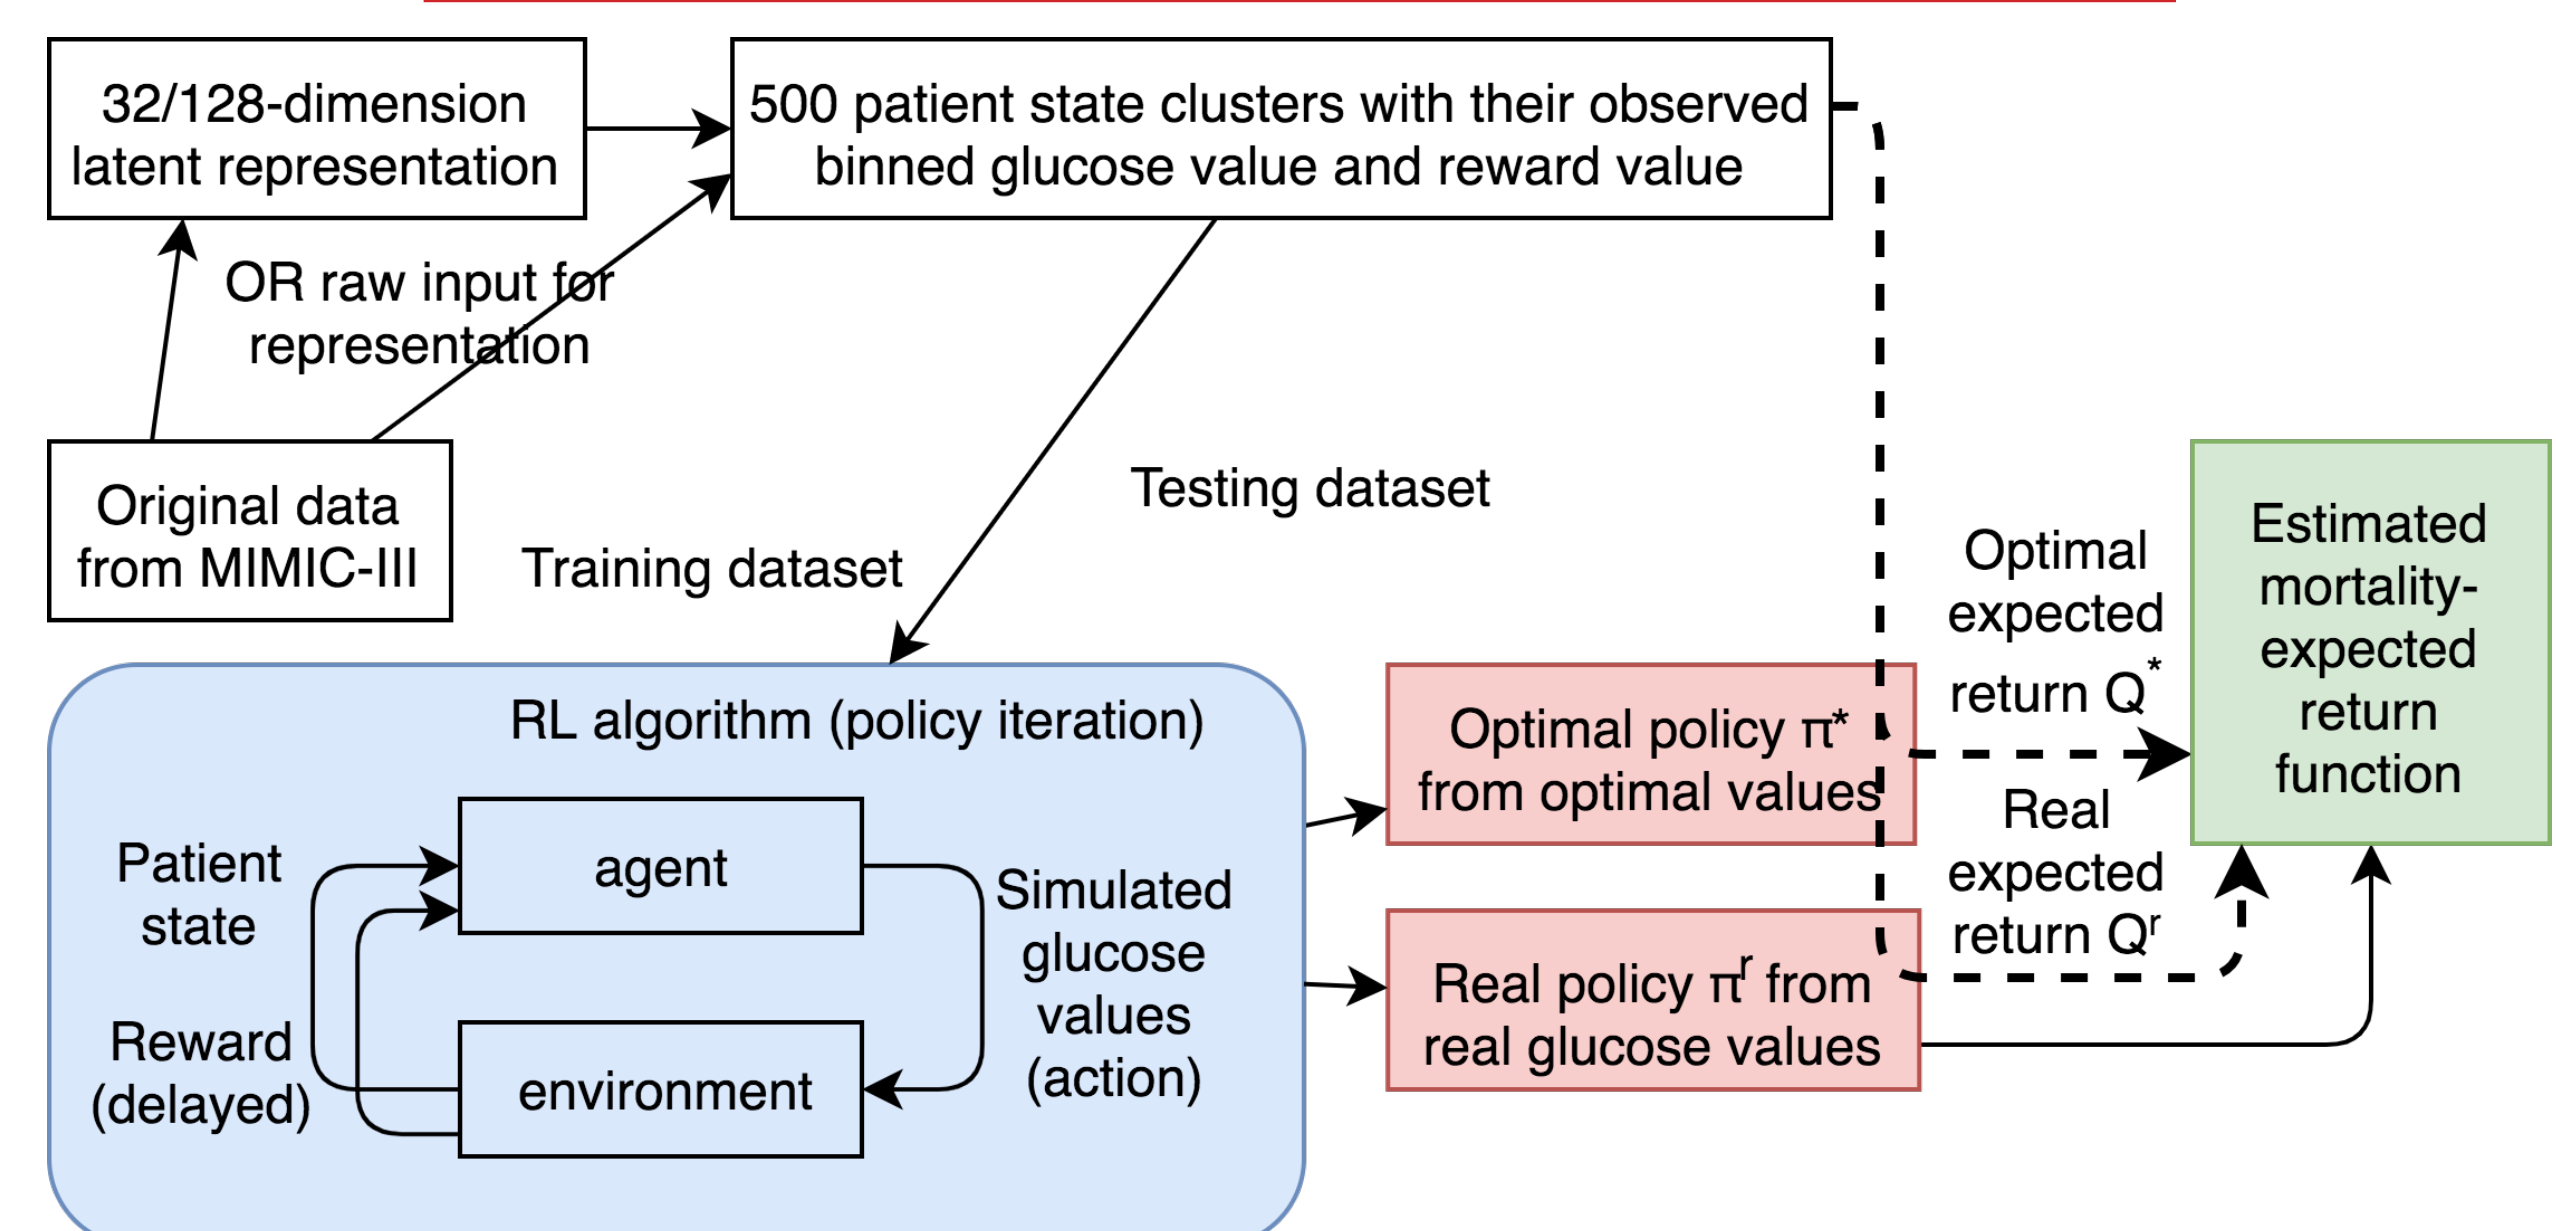 32/128-dimension
latent representation
500 patient state clusters with their observed
binned glucose value and reward value
OR raw input for
representation
Original data
from MIMIC-III
Training dataset
Testing dataset
RL algorithm (policy iteration)
agent
environment
Patient
state
Reward
(delayed)
Simulated
glucose
values
(action)
Optimal policy π*
from optimal values
Real policy πʳ from
real glucose values
Optimal
expected
return Q*
Real
expected
return Qʳ
Estimated
mortality-
expected
return
function